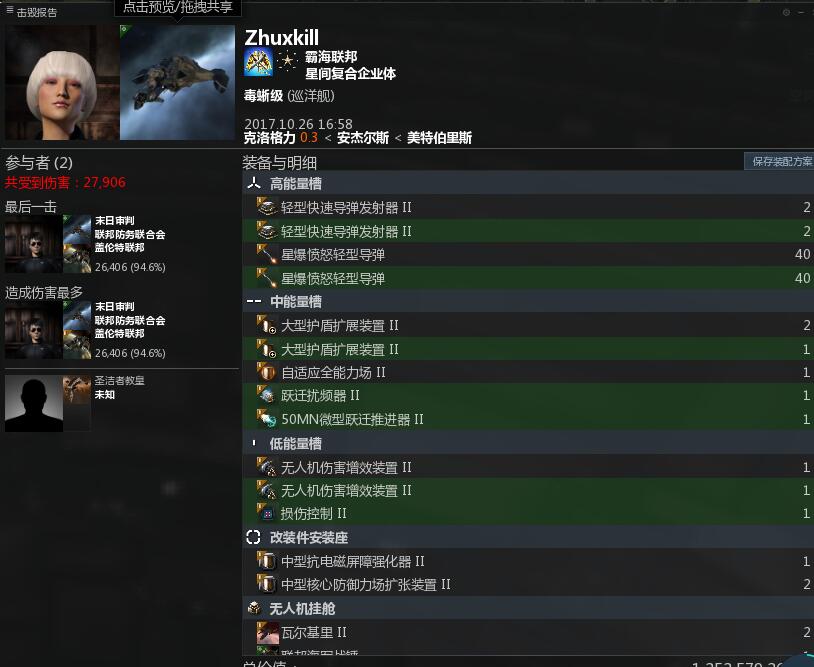 击毁报告
点击预览/拖拽共享
Zhuxkill
霸海联邦
星间复合企业体
毒蜥级 (巡洋舰)
2017.10.26 16:58
克洛格力 0.3 < 安杰尔斯 < 美特伯里斯
参与者 (2)
共受到伤害：27,906
最后一击
末日审判
联邦防务联合会
盖伦特联邦
26,406 (94.6%)
造成伤害最多
末日审判
联邦防务联合会
盖伦特联邦
26,406 (94.6%)
圣洁者教皇
未知
装备与明细
保存装配方案
高能量槽
轻型快速导弹发射器 II 2
轻型快速导弹发射器 II 2
星爆愤怒轻型导弹 40
星爆愤怒轻型导弹 40
中能量槽
大型护盾扩展装置 II 2
大型护盾扩展装置 II 1
自适应全能力场 II 1
跃迁扰频器 II 1
50MN微型跃迁推进器 II 1
低能量槽
无人机伤害增效装置 II 1
无人机伤害增效装置 II 1
损伤控制 II 1
改装件安装座
中型抗电磁屏障强化器 II 1
中型核心防御力场扩张装置 II 2
无人机挂舱
瓦尔基里 II 2